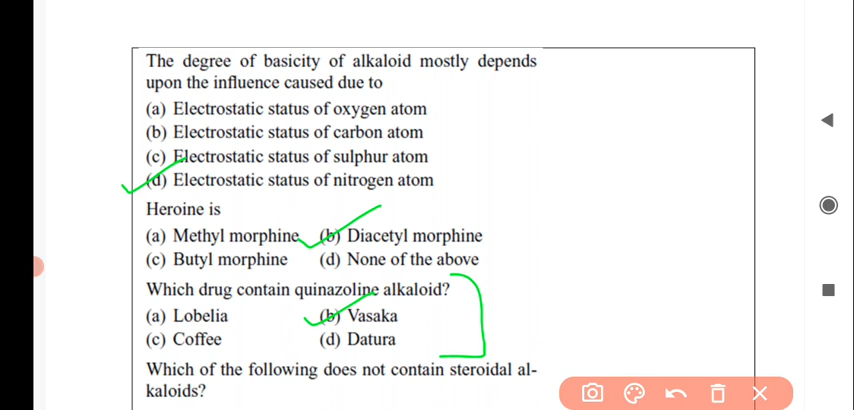 The degree of basicity of alkaloid mostly depends
upon the influence caused due to
(a) Electrostatic status of oxygen atom
(b) Electrostatic status of carbon atom
(c) Electrostatic status of sulphur atom
(d) Electrostatic status of nitrogen atom
Heroine is
(a) Methyl morphine (b) Diacetyl morphine
(c) Butyl morphine (d) None of the above
Which drug contain quinazoline alkaloid?
(a) Lobelia (b) Vasaka
(c) Coffee (d) Datura
Which of the following does not contain steroidal al-
kaloids?